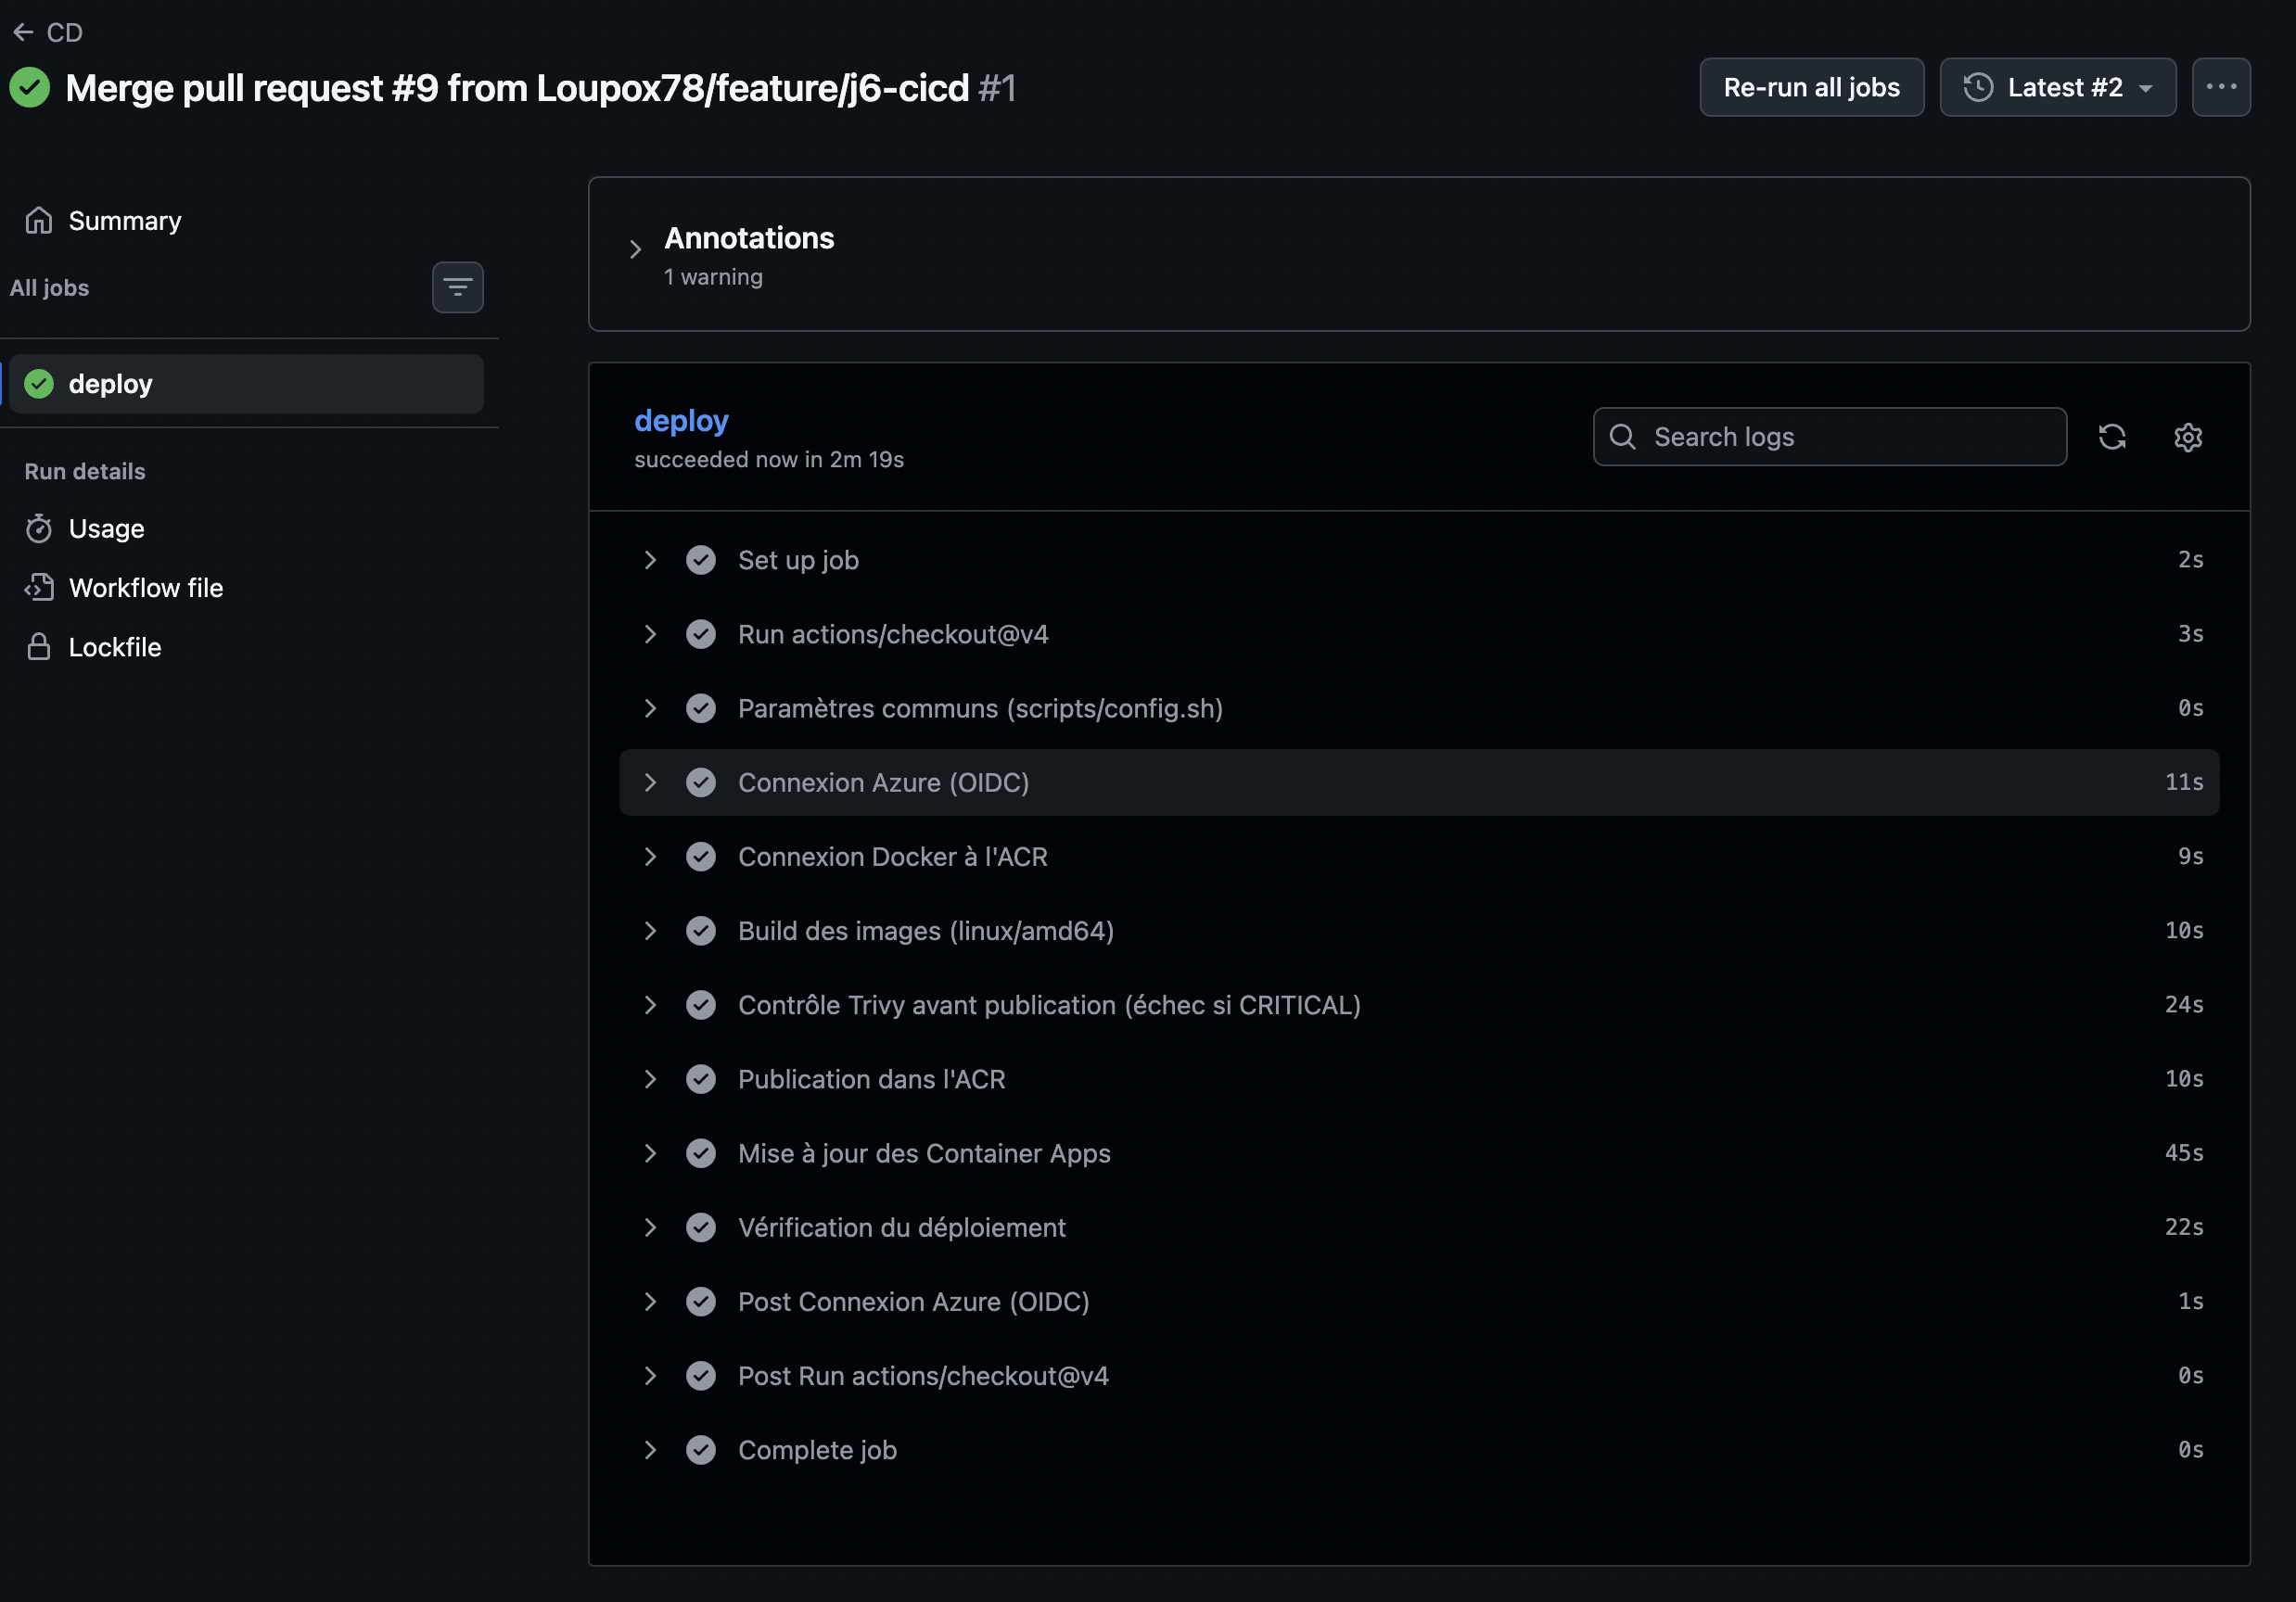 CD
Merge pull request #9 from Loupox78/feature/j6-cicd #1
Re-run all jobs
Latest #2
Summary
All jobs
deploy
Run details
Usage
Workflow file
Lockfile
Annotations
1 warning
deploy
succeeded now in 2m 19s
Search logs
Set up job 2s
Run actions/checkout@v4 3s
Paramètres communs (scripts/config.sh) 0s
Connexion Azure (OIDC) 11s
Connexion Docker à l'ACR 9s
Build des images (linux/amd64) 10s
Contrôle Trivy avant publication (échec si CRITICAL) 24s
Publication dans l'ACR 10s
Mise à jour des Container Apps 45s
Vérification du déploiement 22s
Post Connexion Azure (OIDC) 1s
Post Run actions/checkout@v4 0s
Complete job 0s